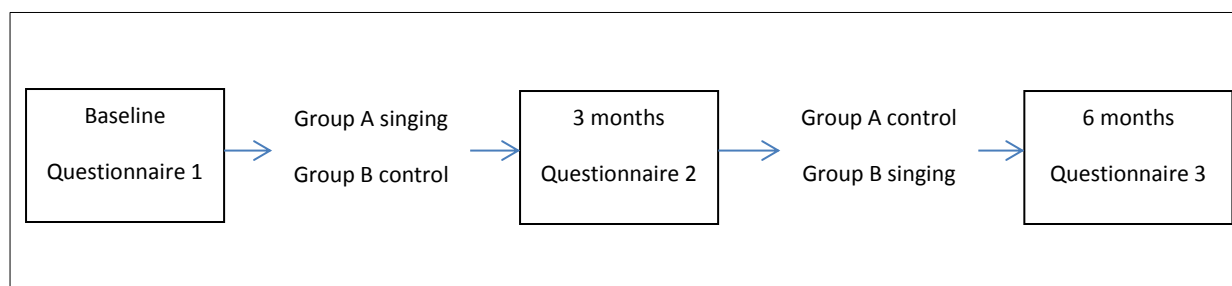 Baseline
Questionnaire 1
Group A singing
Group B control
3 months
Questionnaire 2
Group A control
Group B singing
6 months
Questionnaire 3